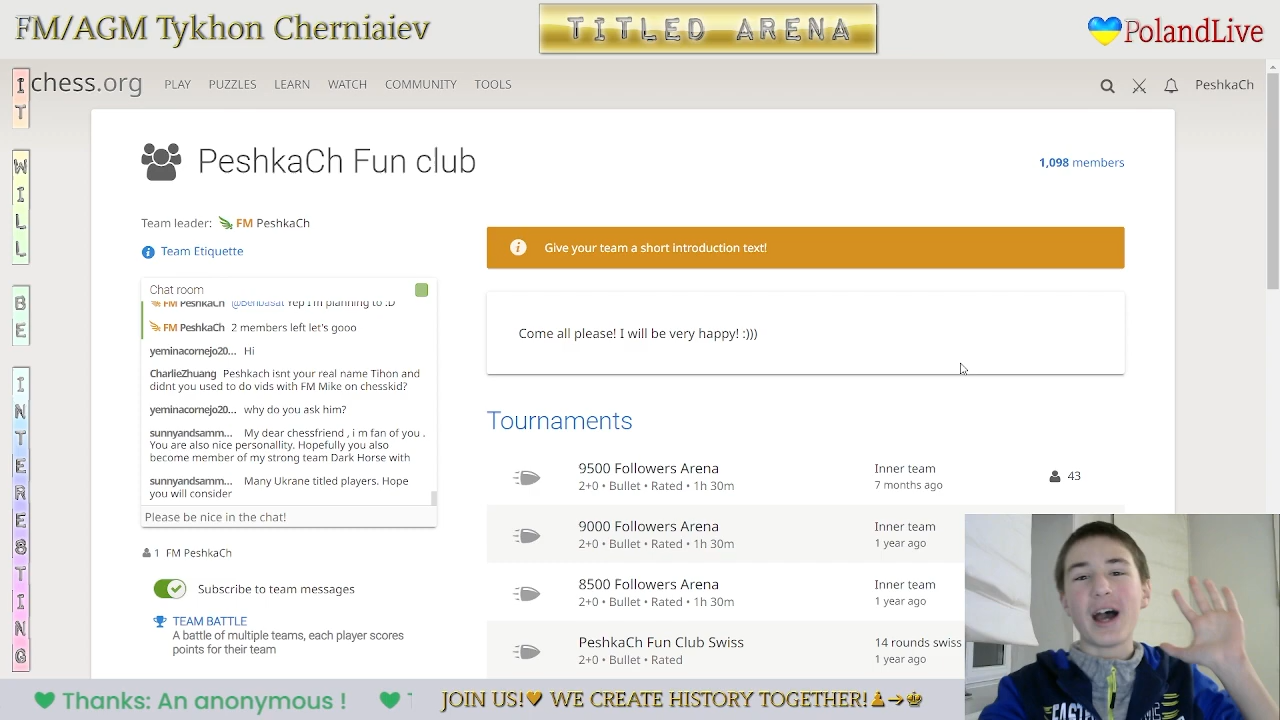 FM/AGM Tykhon Cherniaiev
TITLED ARENA
PolandLive
IT
WILL
BE
INTERESTING
chess.org
PLAY PUZZLES LEARN WATCH COMMUNITY TOOLS
PeshkaCh
PeshkaCh Fun club
1,098 members
Team leader: FM PeshkaCh
Team Etiquette
Give your team a short introduction text!
Come all please! I will be very happy! :)))
Chat room
FM PeshkaCh @Benbasat Yep I'm planning to :D
FM PeshkaCh 2 members left let's gooo
yeminacornejo20... Hi
CharlieZhuang Peshkach isnt your real name Tihon and
didnt you used to do vids with FM Mike on chesskid?
yeminacornejo20... why do you ask him?
sunnyandsamm... My dear chessfriend , i m fan of you .
You are also nice personallity. Hopefully you also
become member of my strong team Dark Horse with
sunnyandsamm... Many Ukrane titled players. Hope
you will consider
Please be nice in the chat!
1 FM PeshkaCh
Subscribe to team messages
TEAM BATTLE
A battle of multiple teams, each player scores
points for their team
Tournaments
9500 Followers Arena
2+0 • Bullet • Rated • 1h 30m
Inner team
7 months ago
43
9000 Followers Arena
2+0 • Bullet • Rated • 1h 30m
Inner team
1 year ago
8500 Followers Arena
2+0 • Bullet • Rated • 1h 30m
Inner team
1 year ago
PeshkaCh Fun Club Swiss
2+0 • Bullet • Rated
14 rounds swiss
1 year ago
Thanks: An anonymous !
JOIN US! WE CREATE HISTORY TOGETHER!